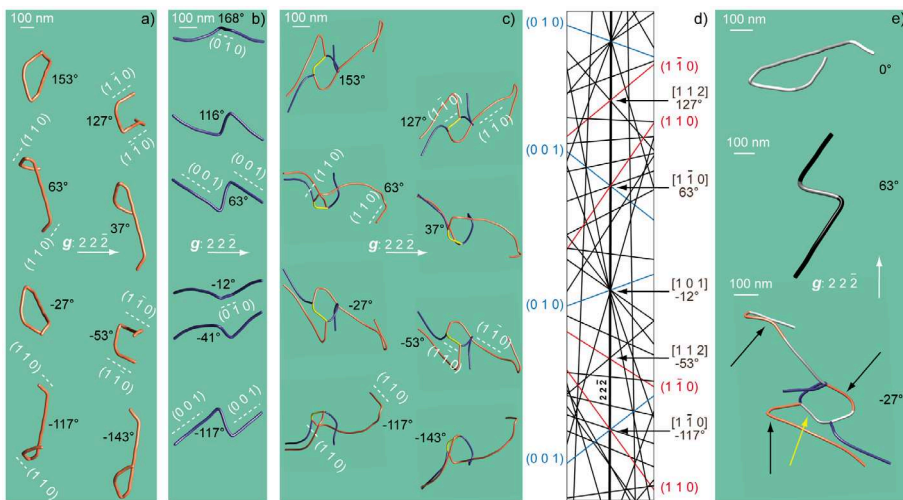 100 nm
a)
153°
(1 1̄ 0)
127°
(1 1̄ 0)
(1 1 0)
63°
37°
(1 1 0)
g: 2 2 2̄
-27°
(1 1̄ 0)
-53°
(1 1̄ 0)
(1 1 0)
-117°
-143°
(1 1 0)
100 nm
b)
168°
(0 1̄ 0)
116°
(0 0 1)
(0 0 1)
63°
g: 2 2 2̄
-12°
(0 1̄ 0)
-41°
(0 0 1)
(0 0 1)
-117°
100 nm
c)
153°
127°
(1 1̄ 0)
(1 1̄ 0)
(1 1 0)
63°
(1 1 0)
37°
g: 2 2 2̄
-27°
(1 1̄ 0)
-53°
(1 1 0)
(1 1 0)
-117°
(1 1 0)
-143°
d)
(0 1 0)
(1 1̄ 0)
[1 1 2]
127°
(1 1 0)
(0 0 1)
[1 1̄ 0]
63°
[1 0 1]
-12°
(0 1 0)
[1 1 2]
-53°
2 2 2̄
(1 1̄ 0)
[1 1̄ 0]
-117°
(0 0 1)
(1 1 0)
100 nm
e)
0°
100 nm
63°
g: 2 2 2̄
100 nm
-27°